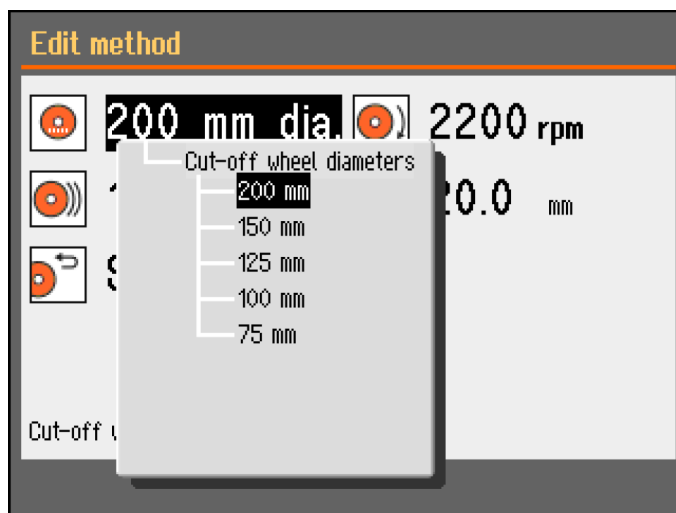 Edit method
200 mm dia. 2200 rpm
Cut-off wheel diameters
200 mm
20.0 mm
150 mm
125 mm
100 mm
75 mm
Cut-off